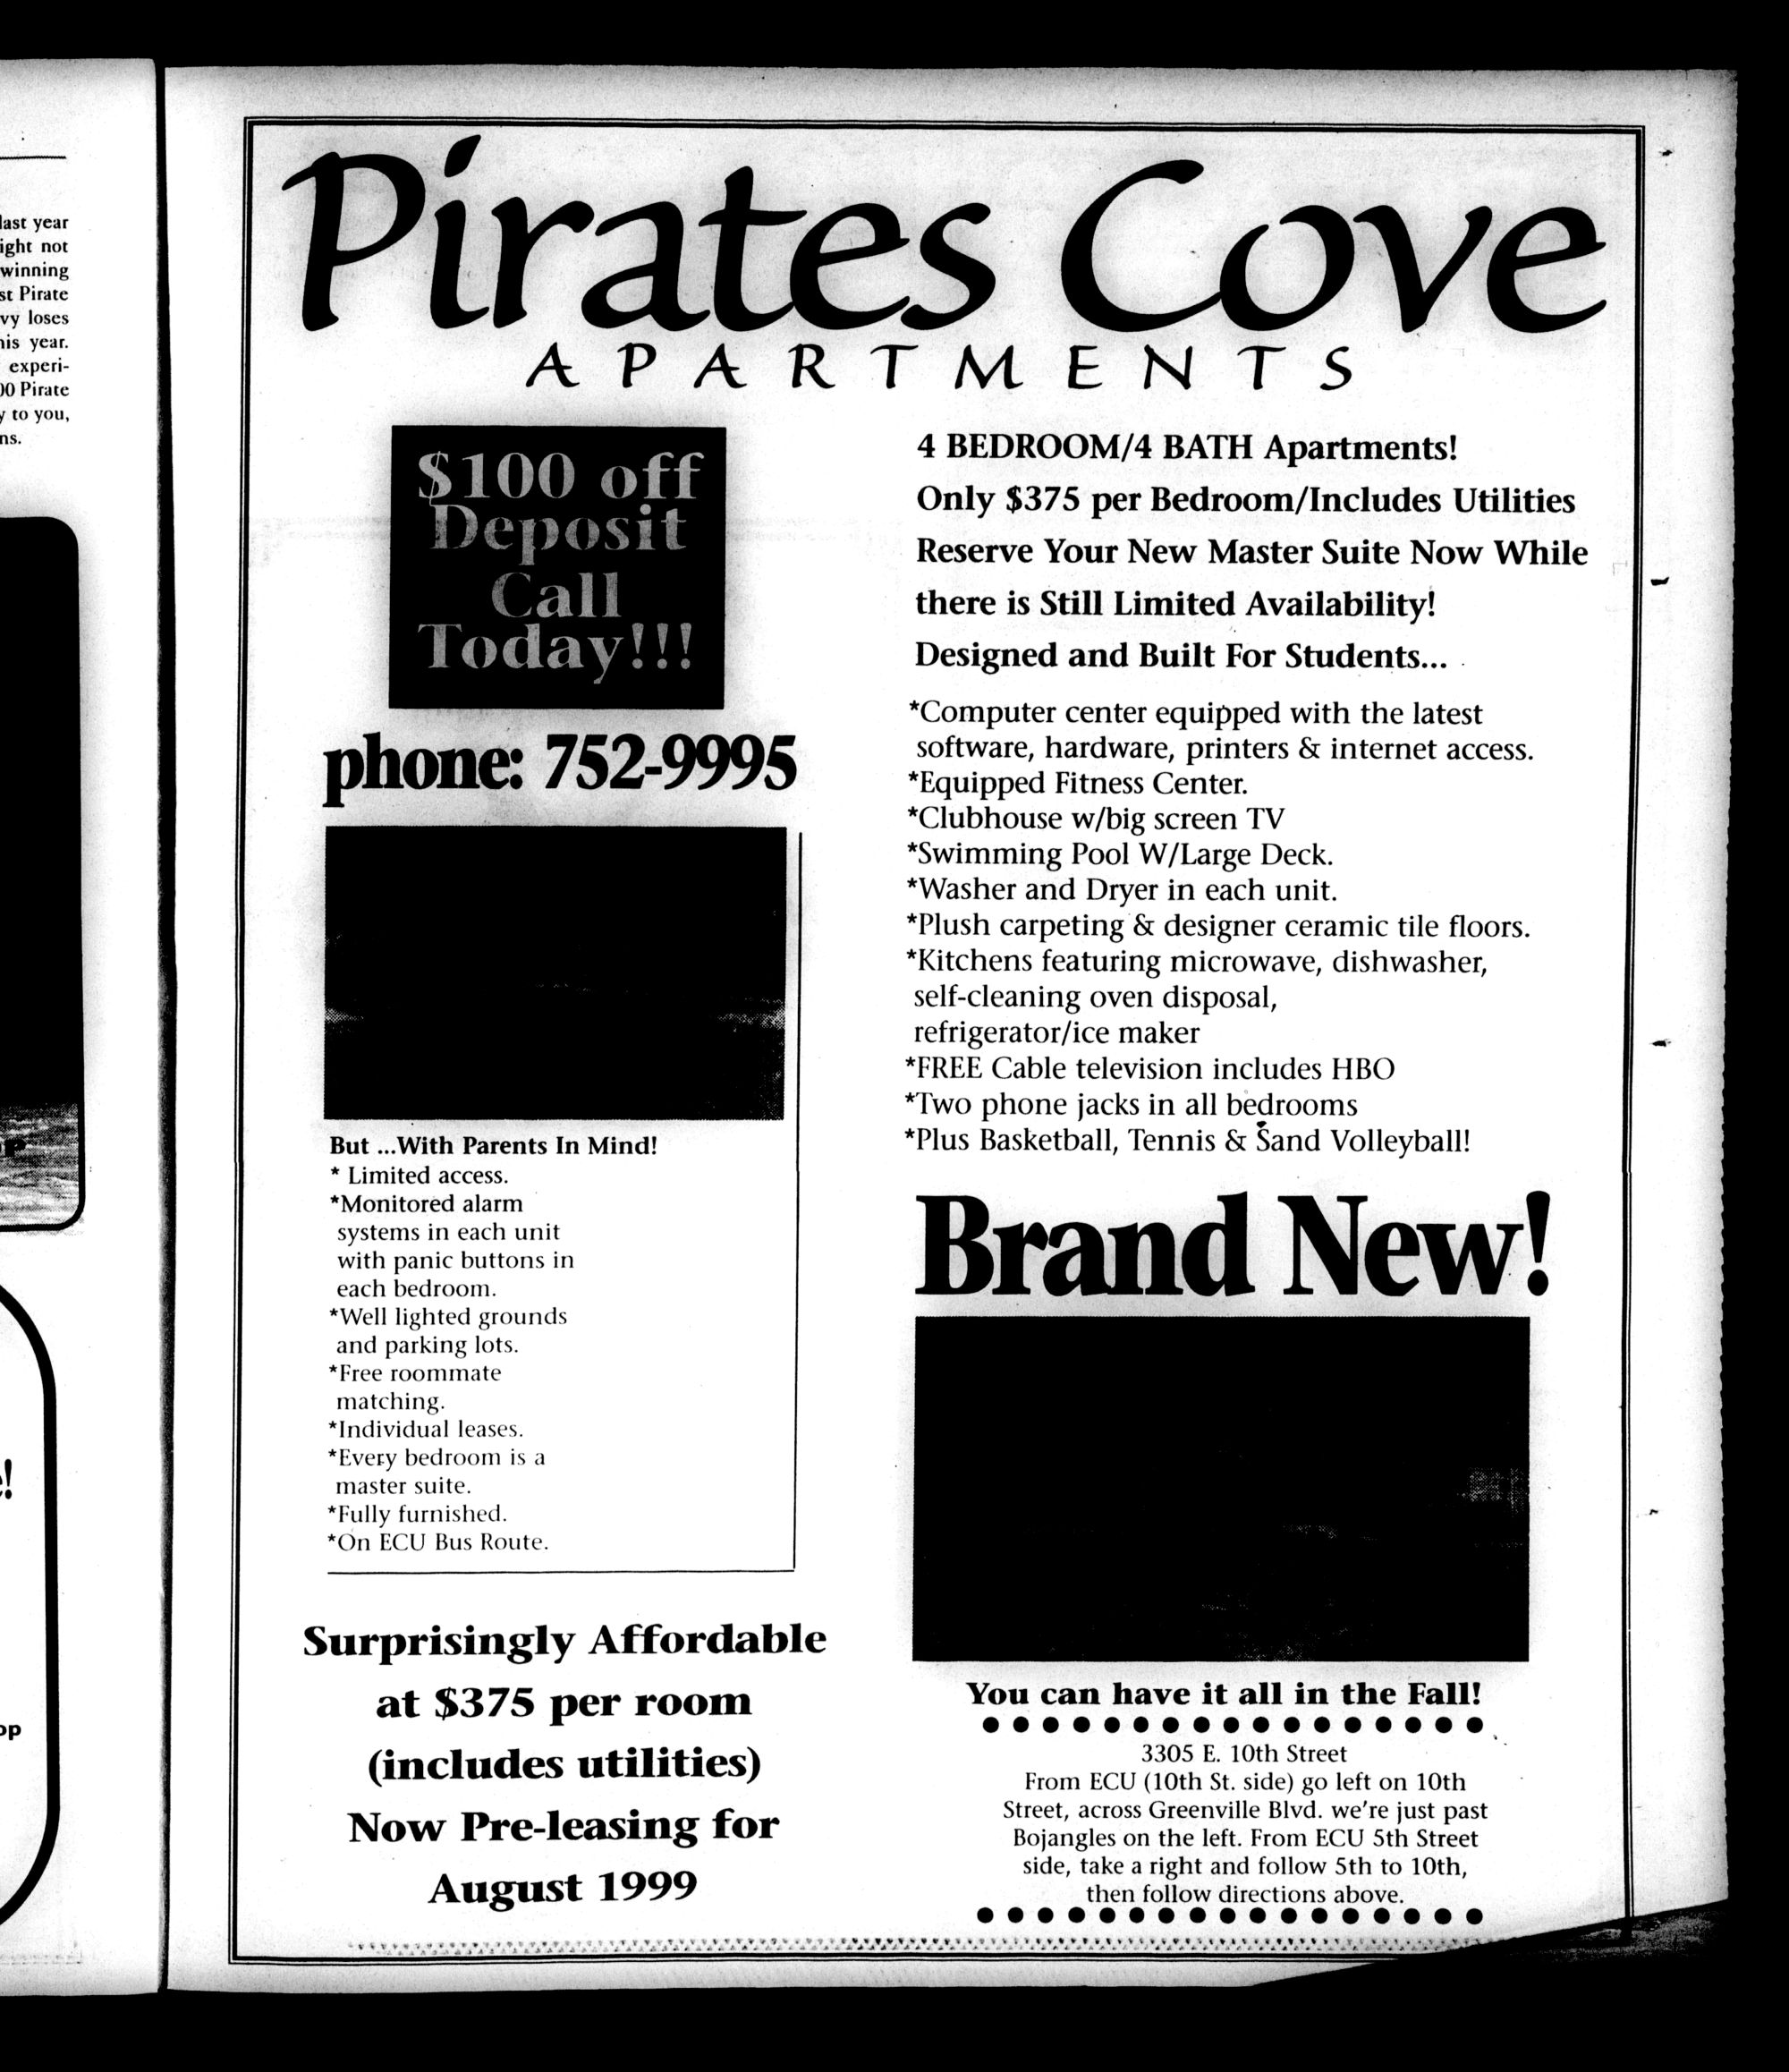 last year
ight not
winning
st Pirate
vy loses
his year.
experi-
00 Pirate
y to you,
ns.
Pirates Cove
APARTMENTS
$100 off
Deposit
Call
Today!!!
phone: 752-9995
But ...With Parents In Mind!
* Limited access.
*Monitored alarm
systems in each unit
with panic buttons in
each bedroom.
*Well lighted grounds
and parking lots.
*Free roommate
matching.
*Individual leases.
*Every bedroom is a
master suite.
*Fully furnished.
*On ECU Bus Route.
Surprisingly Affordable
at $375 per room
(includes utilities)
Now Pre-leasing for
August 1999
4 BEDROOM/4 BATH Apartments!
Only $375 per Bedroom/Includes Utilities
Reserve Your New Master Suite Now While
there is Still Limited Availability!
Designed and Built For Students...
*Computer center equipped with the latest
software, hardware, printers & internet access.
*Equipped Fitness Center.
*Clubhouse w/big screen TV
*Swimming Pool W/Large Deck.
*Washer and Dryer in each unit.
*Plush carpeting & designer ceramic tile floors.
*Kitchens featuring microwave, dishwasher,
self-cleaning oven disposal,
refrigerator/ice maker
*FREE Cable television includes HBO
*Two phone jacks in all bedrooms
*Plus Basketball, Tennis & Sand Volleyball!
Brand New!
You can have it all in the Fall!
3305 E. 10th Street
From ECU (10th St. side) go left on 10th
Street, across Greenville Blvd. we're just past
Bojangles on the left. From ECU 5th Street
side, take a right and follow 5th to 10th,
then follow directions above.